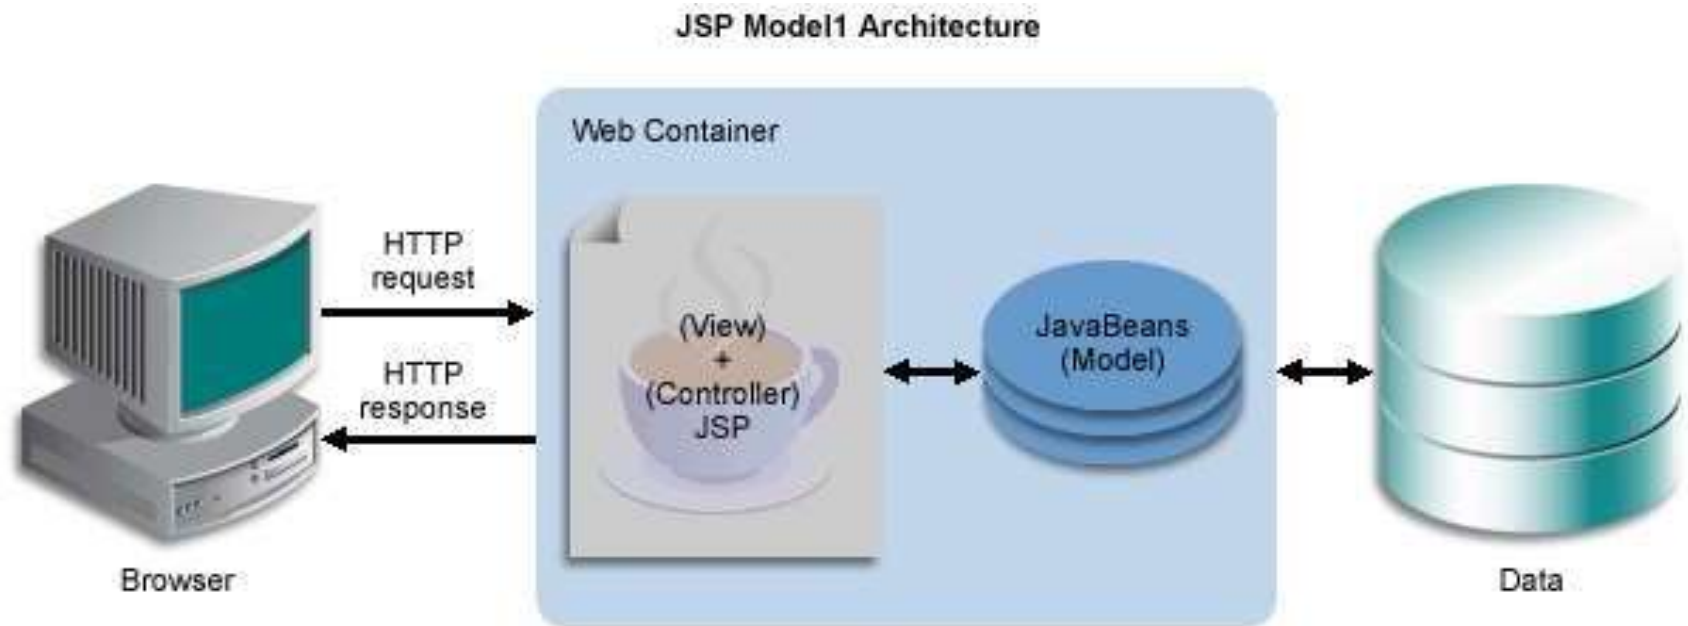 JSP Model1 Architecture
Web Container
HTTP
request
HTTP
response
(View)
+
(Controller)
JSP
JavaBeans
(Model)
Browser
Data